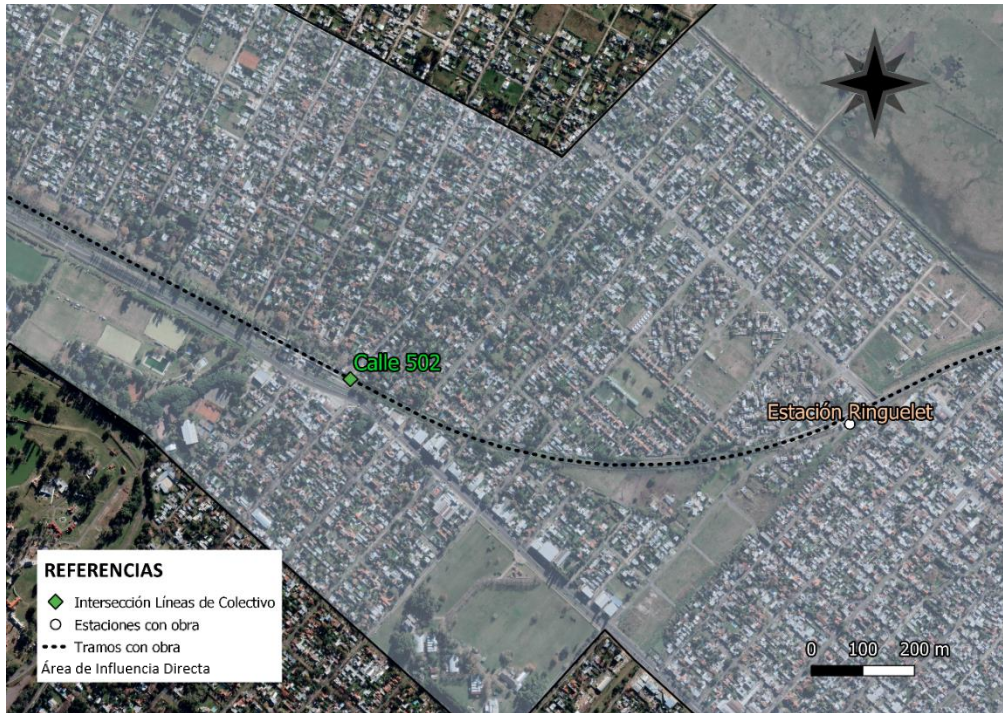 Calle 502
Estación Ringuelet
REFERENCIAS
Intersección Líneas de Colectivo
Estaciones con obra
Tramos con obra
Área de Influencia Directa
0 100 200 m